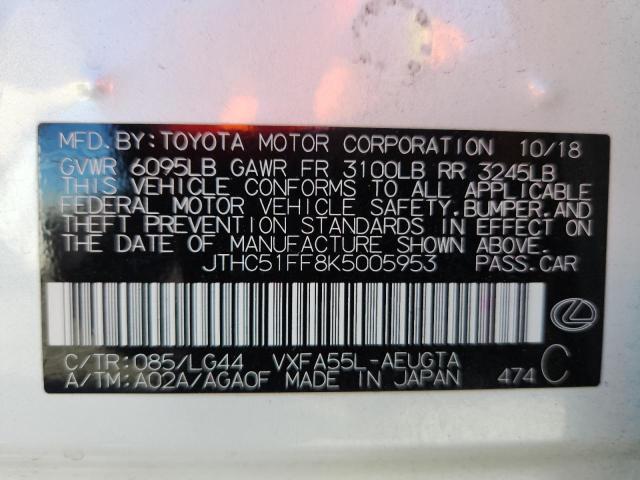 MFD. BY: TOYOTA MOTOR CORPORATION 10/18
GVWR 6095LB GAWR FR 3100LB RR 3245LB
THIS VEHICLE CONFORMS TO ALL APPLICABLE
FEDERAL MOTOR VEHICLE SAFETY, BUMPER, AND
THEFT PREVENTION STANDARDS IN EFFECT ON
THE DATE OF MANUFACTURE SHOWN ABOVE.
JTHC51FF8K5005953 PASS.CAR
C/TR: 085/LG44 VXFA55L-AEUGTA
A/TM: A02A/AGA0F MADE IN JAPAN 474 C